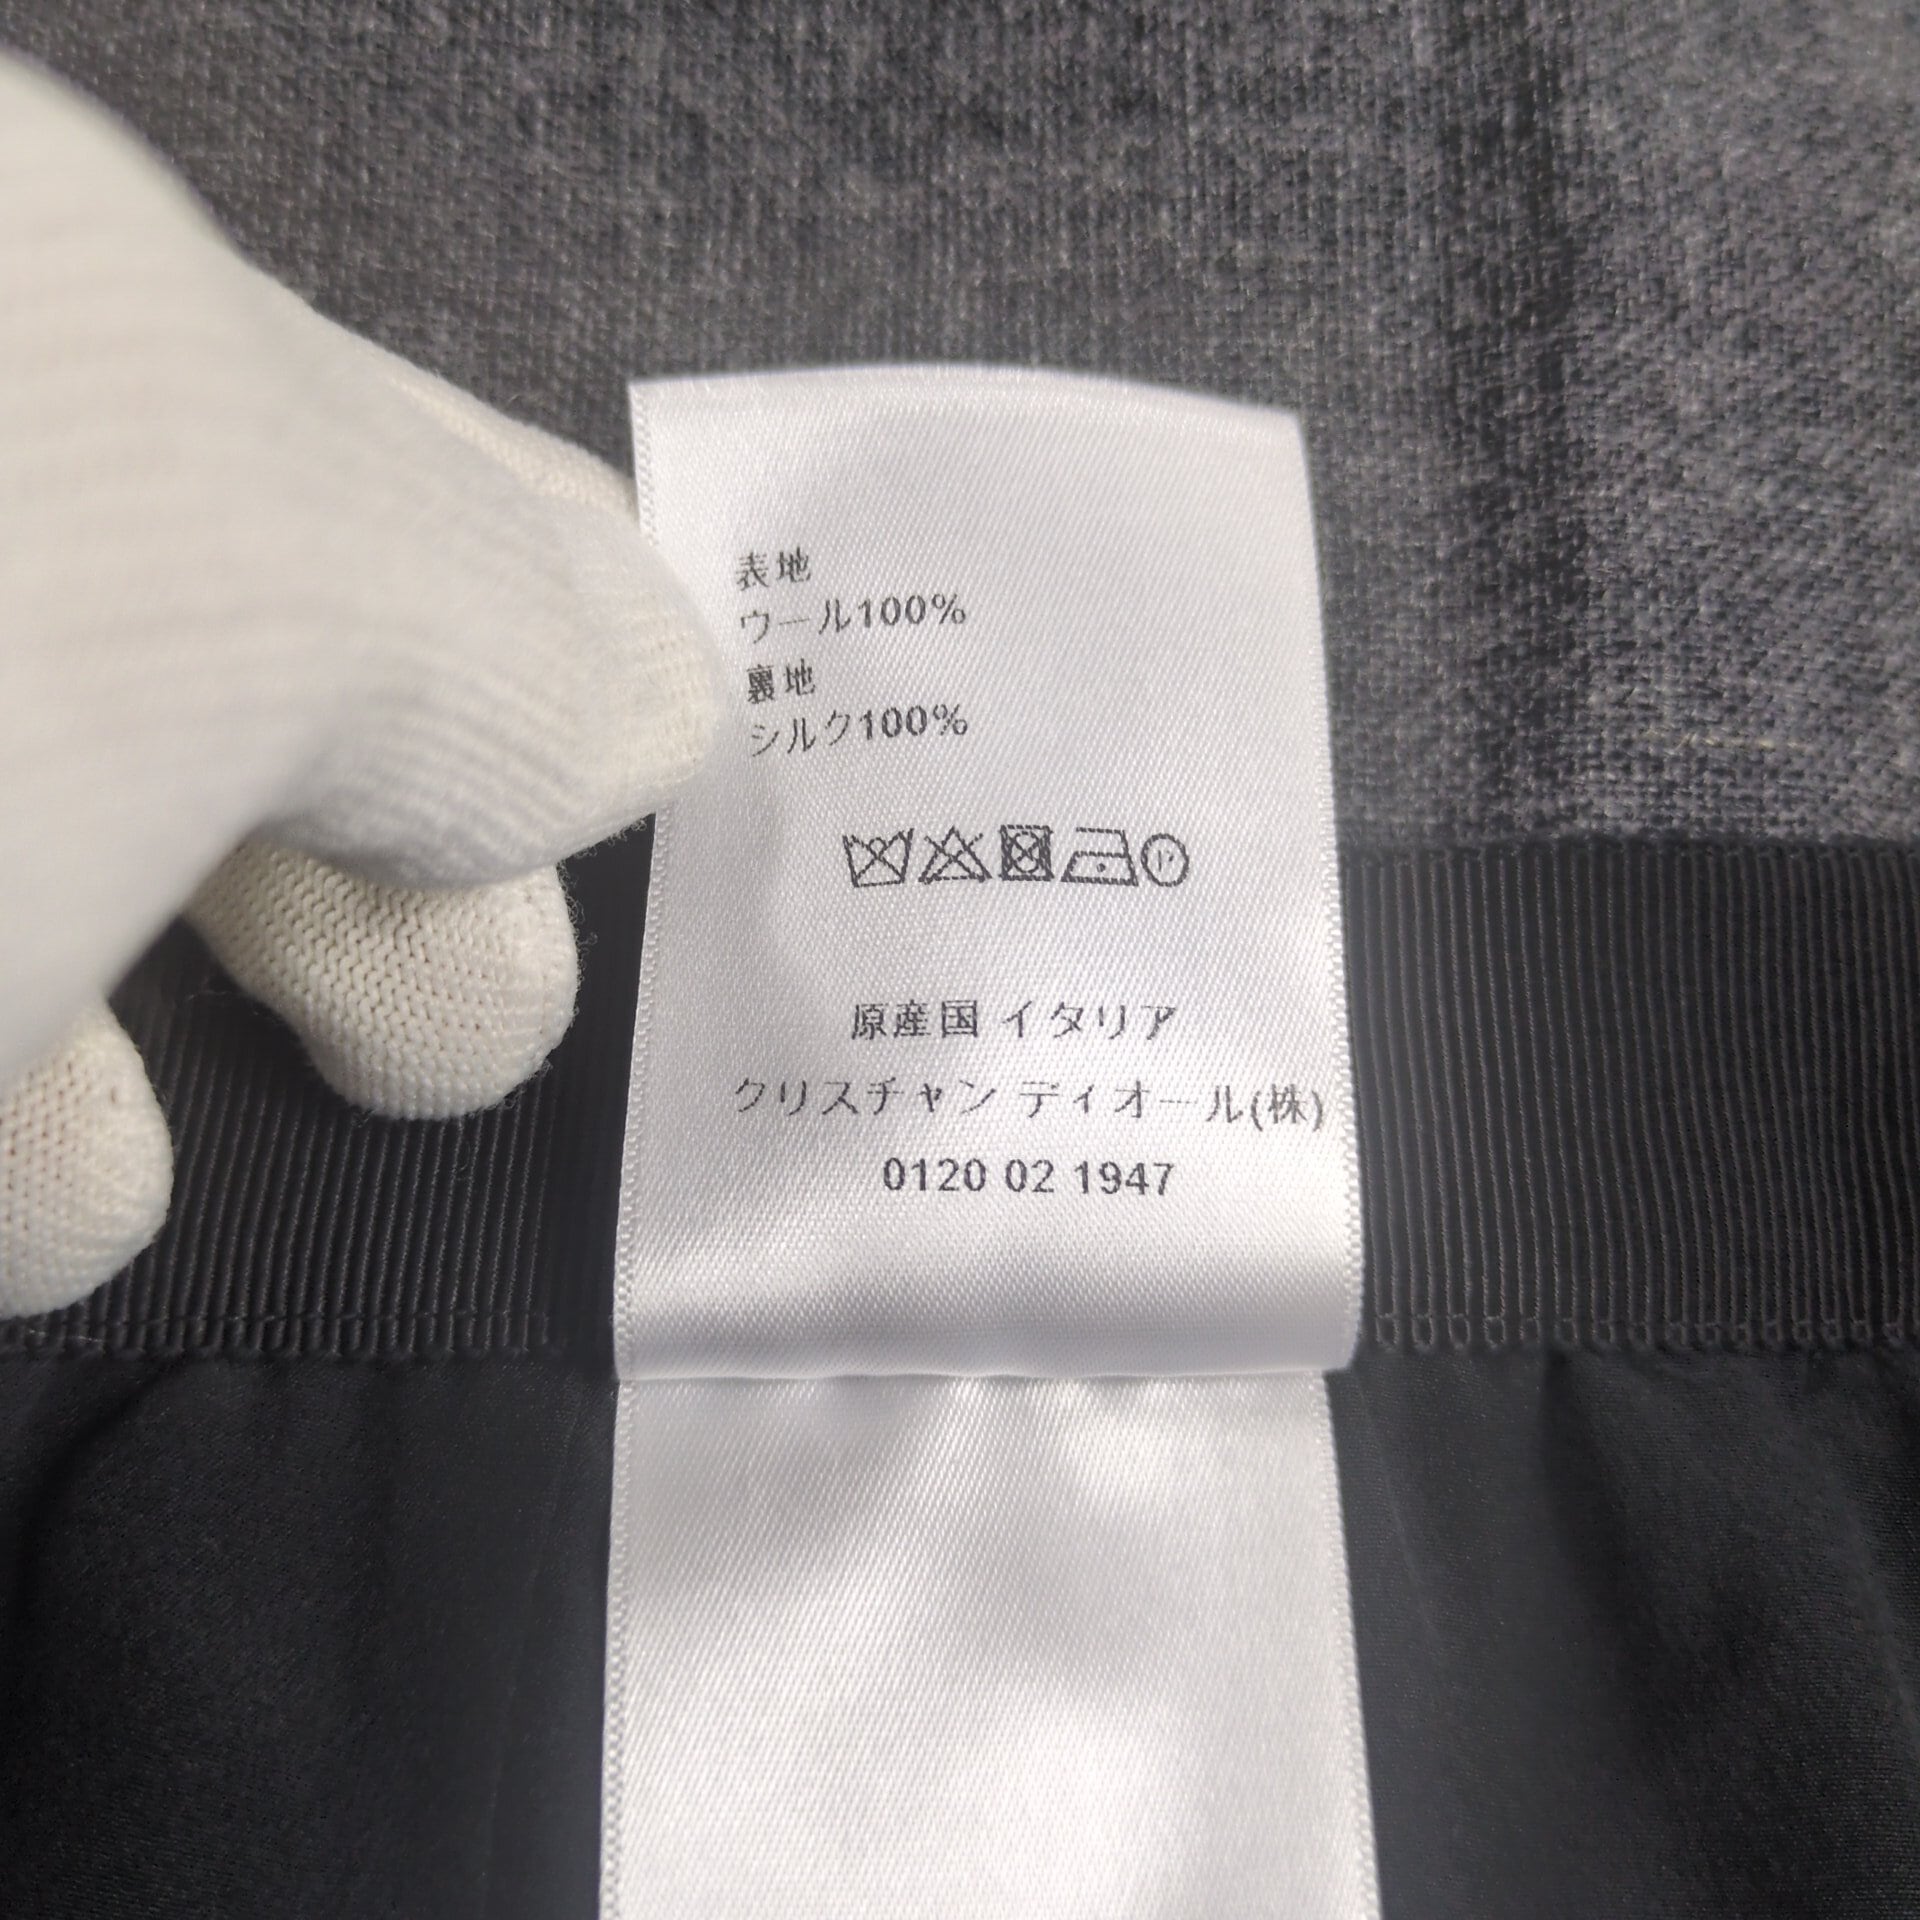 表地
ウール100%
裏地
シルク100%
原産国 イタリア
クリスチャン ディオール(株)
0120 02 1947